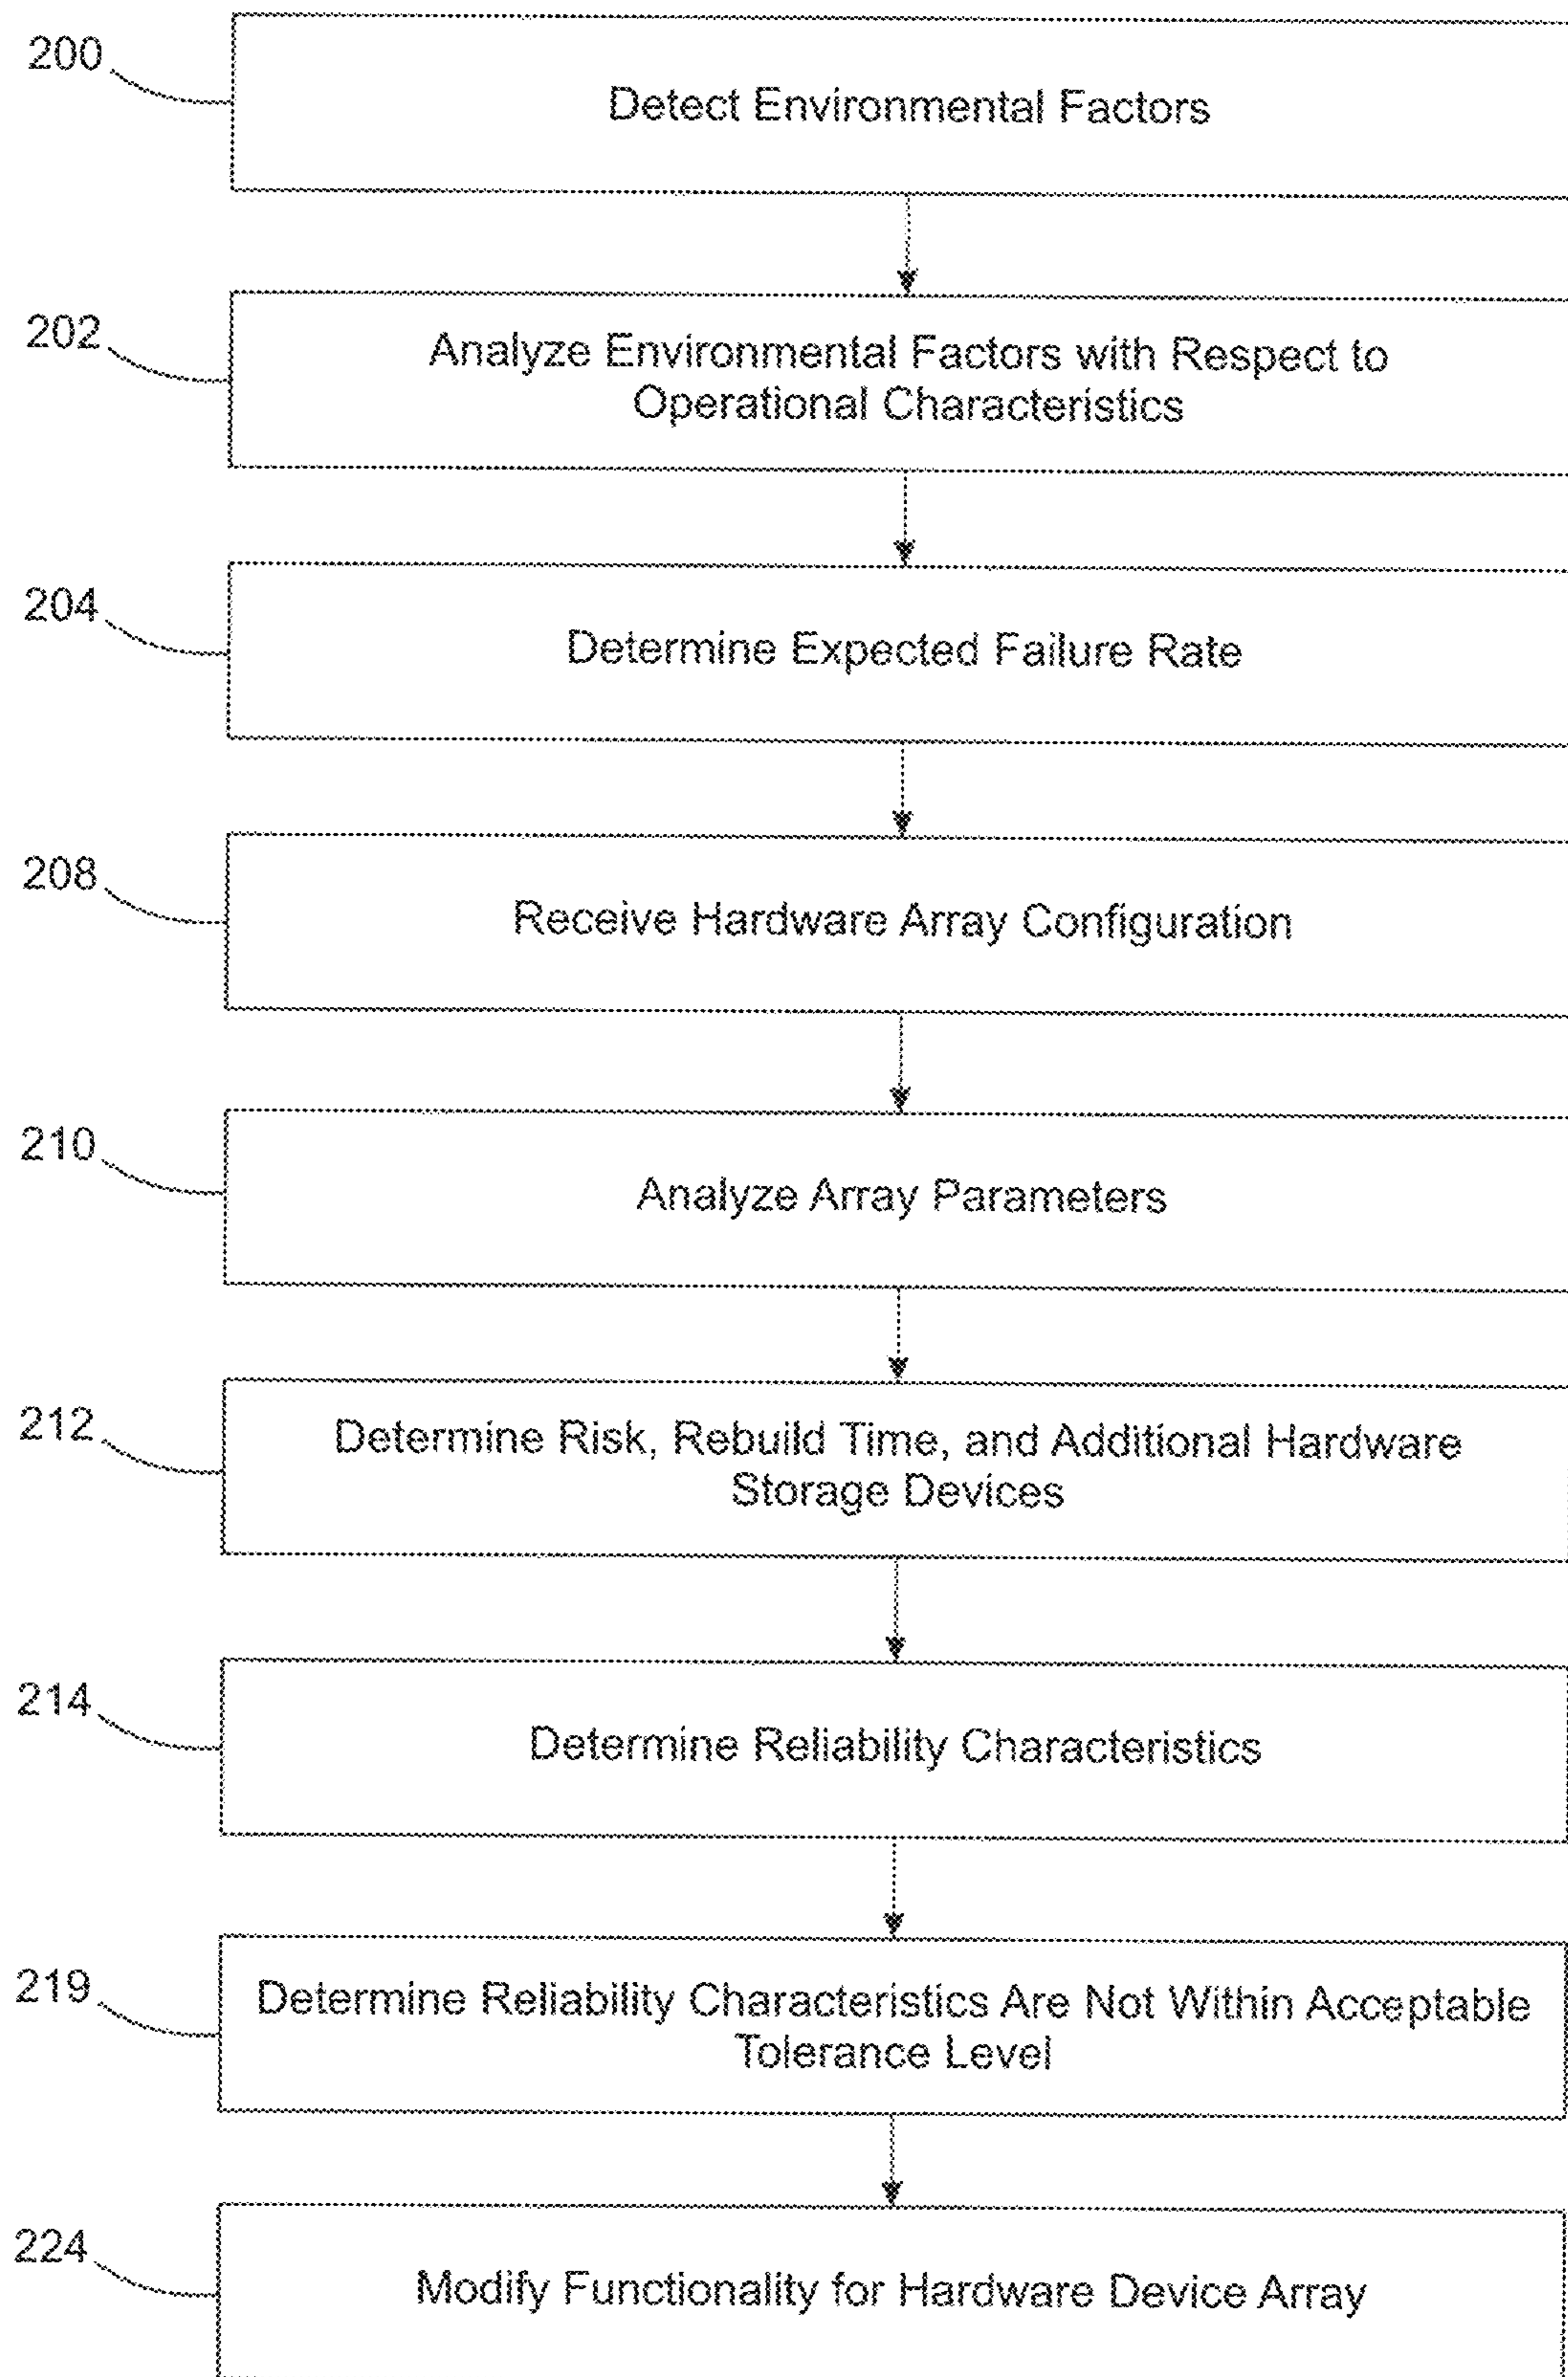 200
Detect Environmental Factors
202
Analyze Environmental Factors with Respect to
Operational Characteristics
204
Determine Expected Failure Rate
208
Receive Hardware Array Configuration
210
Analyze Array Parameters
212
Determine Risk, Rebuild Time, and Additional Hardware
Storage Devices
214
Determine Reliability Characteristics
219
Determine Reliability Characteristics Are Not Within Acceptable
Tolerance Level
224
Modify Functionality for Hardware Device Array